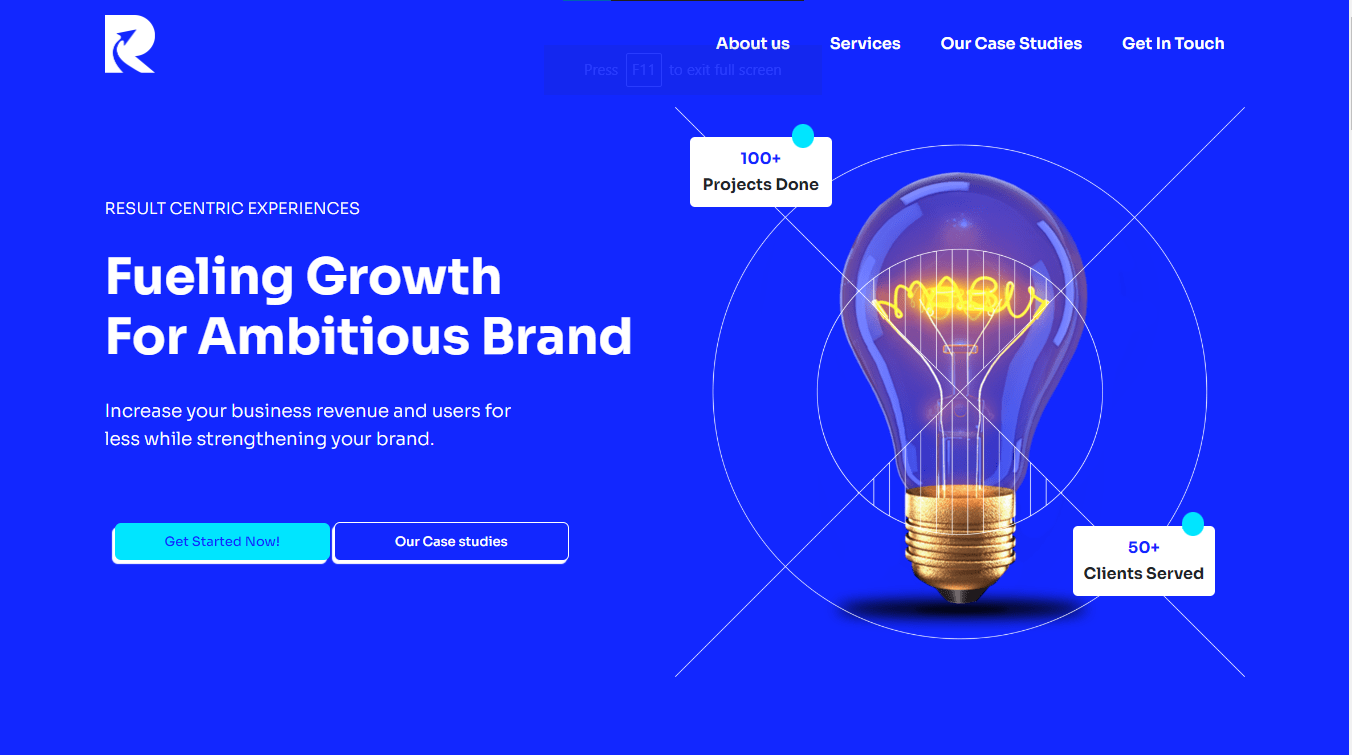 About us Services Our Case Studies Get In Touch
Press F11 to exit full screen
100+
Projects Done
RESULT CENTRIC EXPERIENCES
Fueling Growth
For Ambitious Brand
Increase your business revenue and users for
less while strengthening your brand.
Get Started Now! Our Case studies
50+
Clients Served